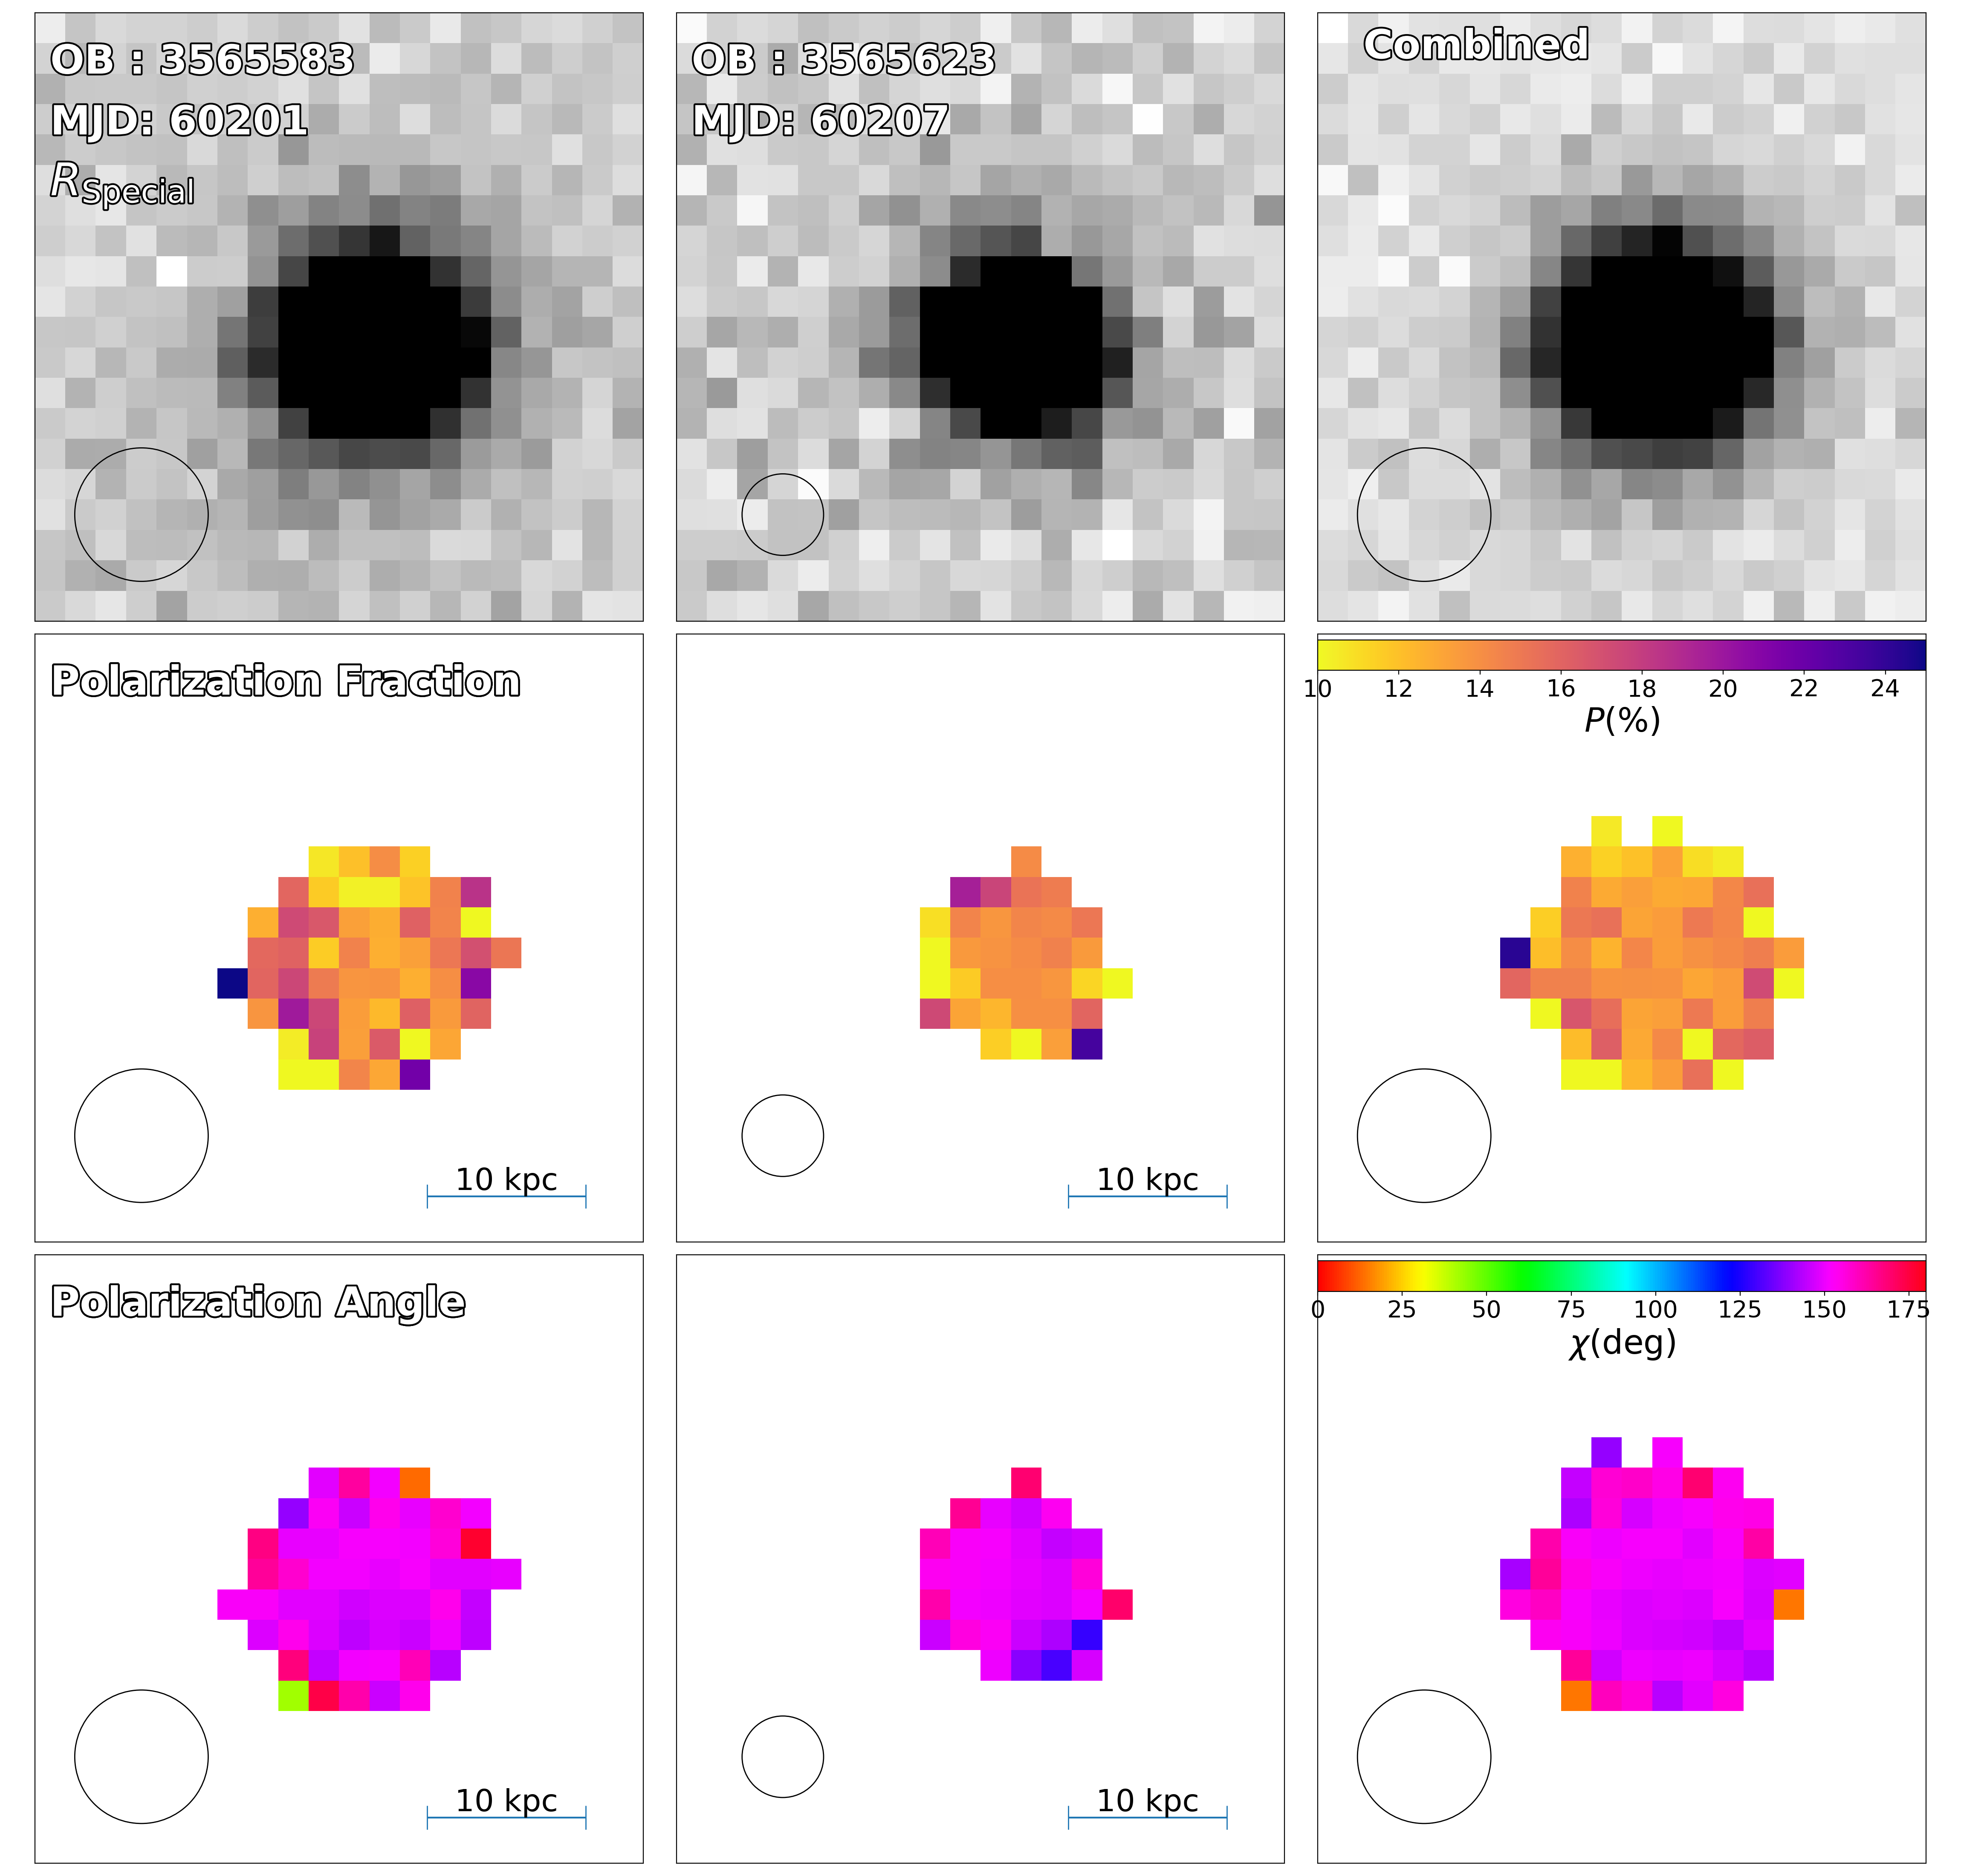 OB : 3565583
MJD: 60201
RSpecial
OB : 3565623
MJD: 60207
Combined
Polarization Fraction
10 kpc
10 kpc
10 12 14 16 18 20 22 24
P(%)
Polarization Angle
10 kpc
10 kpc
0 25 50 75 100 125 150 175
χ(deg)